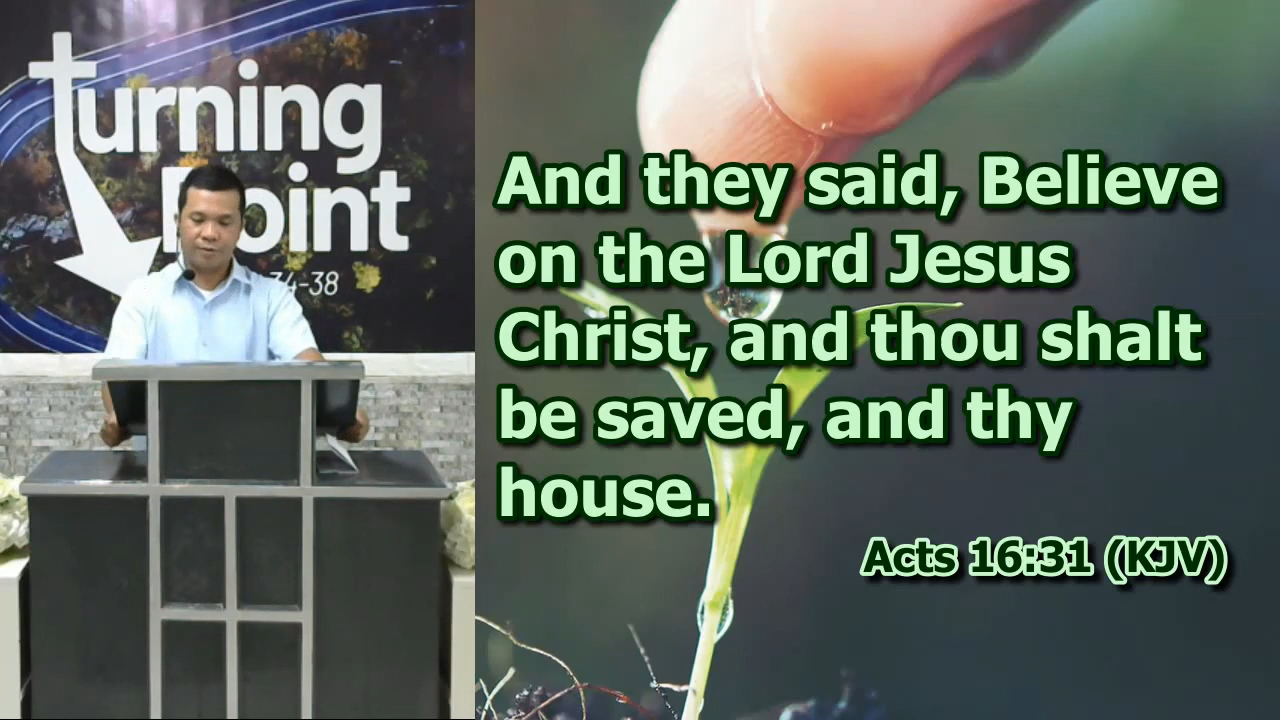 turning
Point
34-38
And they said, Believe
on the Lord Jesus
Christ, and thou shalt
be saved, and thy
house.
Acts 16:31 (KJV)